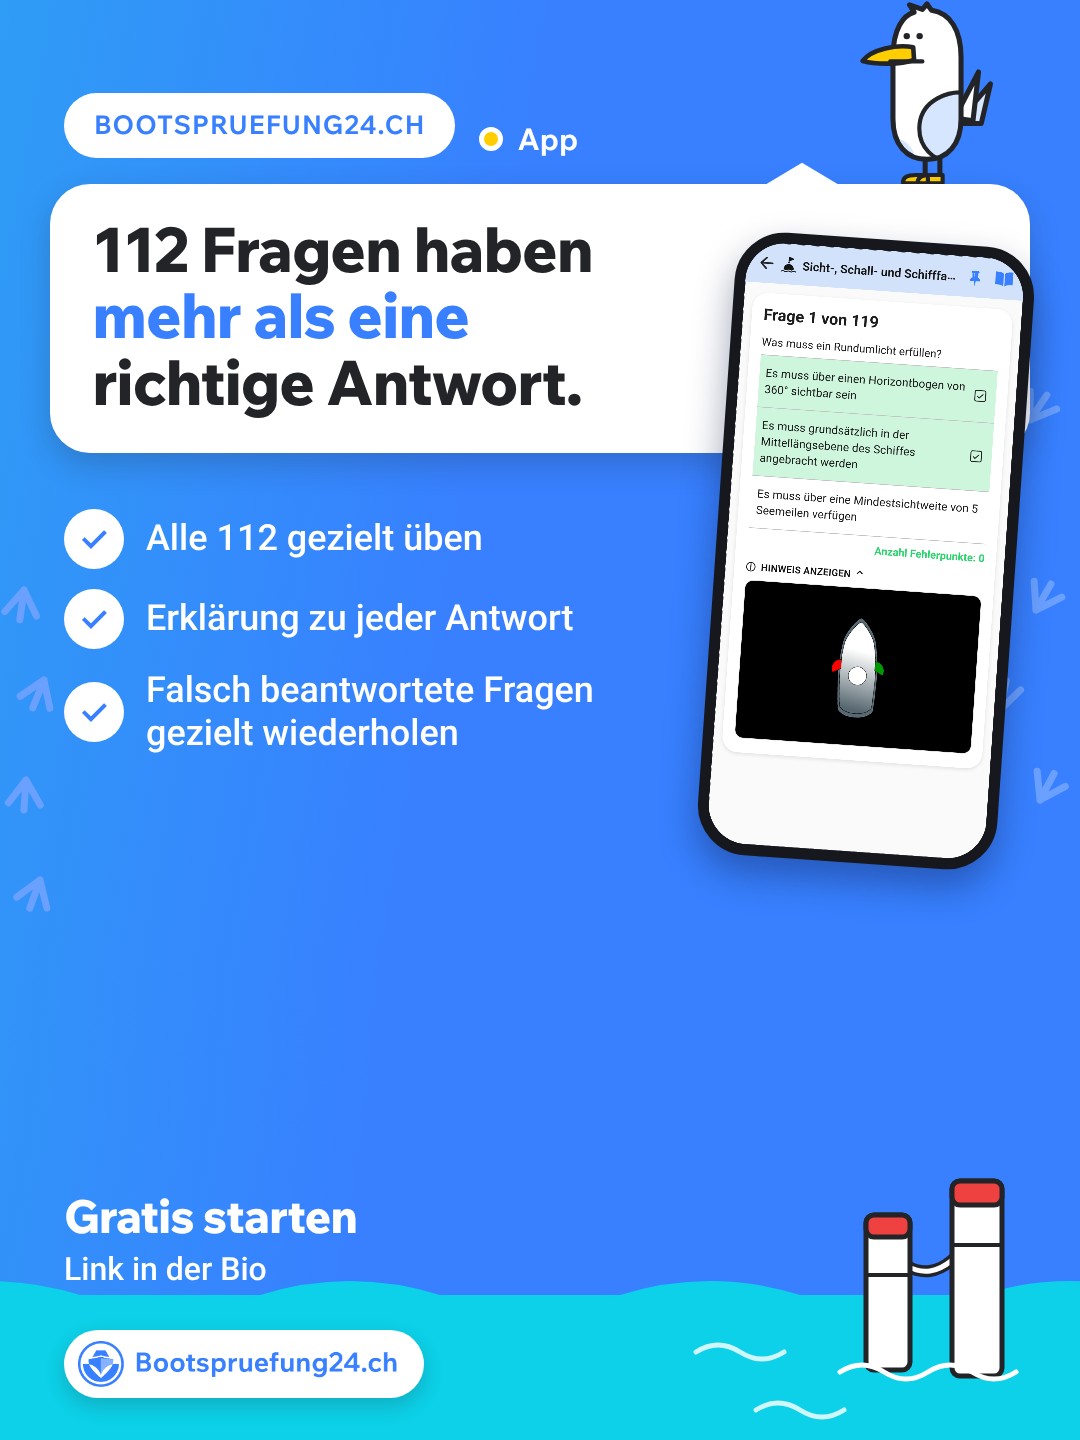 BOOTSPRUEFUNG24.CH
App
112 Fragen haben
mehr als eine
richtige Antwort.
Sicht-, Schall- und Schifffa...
Frage 1 von 119
Was muss ein Rundumlicht erfüllen?
Es muss über einen Horizontbogen von
360° sichtbar sein
Es muss grundsätzlich in der
Mittellängsebene des Schiffes
angebracht werden
Es muss über eine Mindestsichtweite von 5
Seemeilen verfügen
Anzahl Fehlerpunkte: 0
HINWEIS ANZEIGEN
Alle 112 gezielt üben
Erklärung zu jeder Antwort
Falsch beantwortete Fragen
gezielt wiederholen
Gratis starten
Link in der Bio
Bootspruefung24.ch